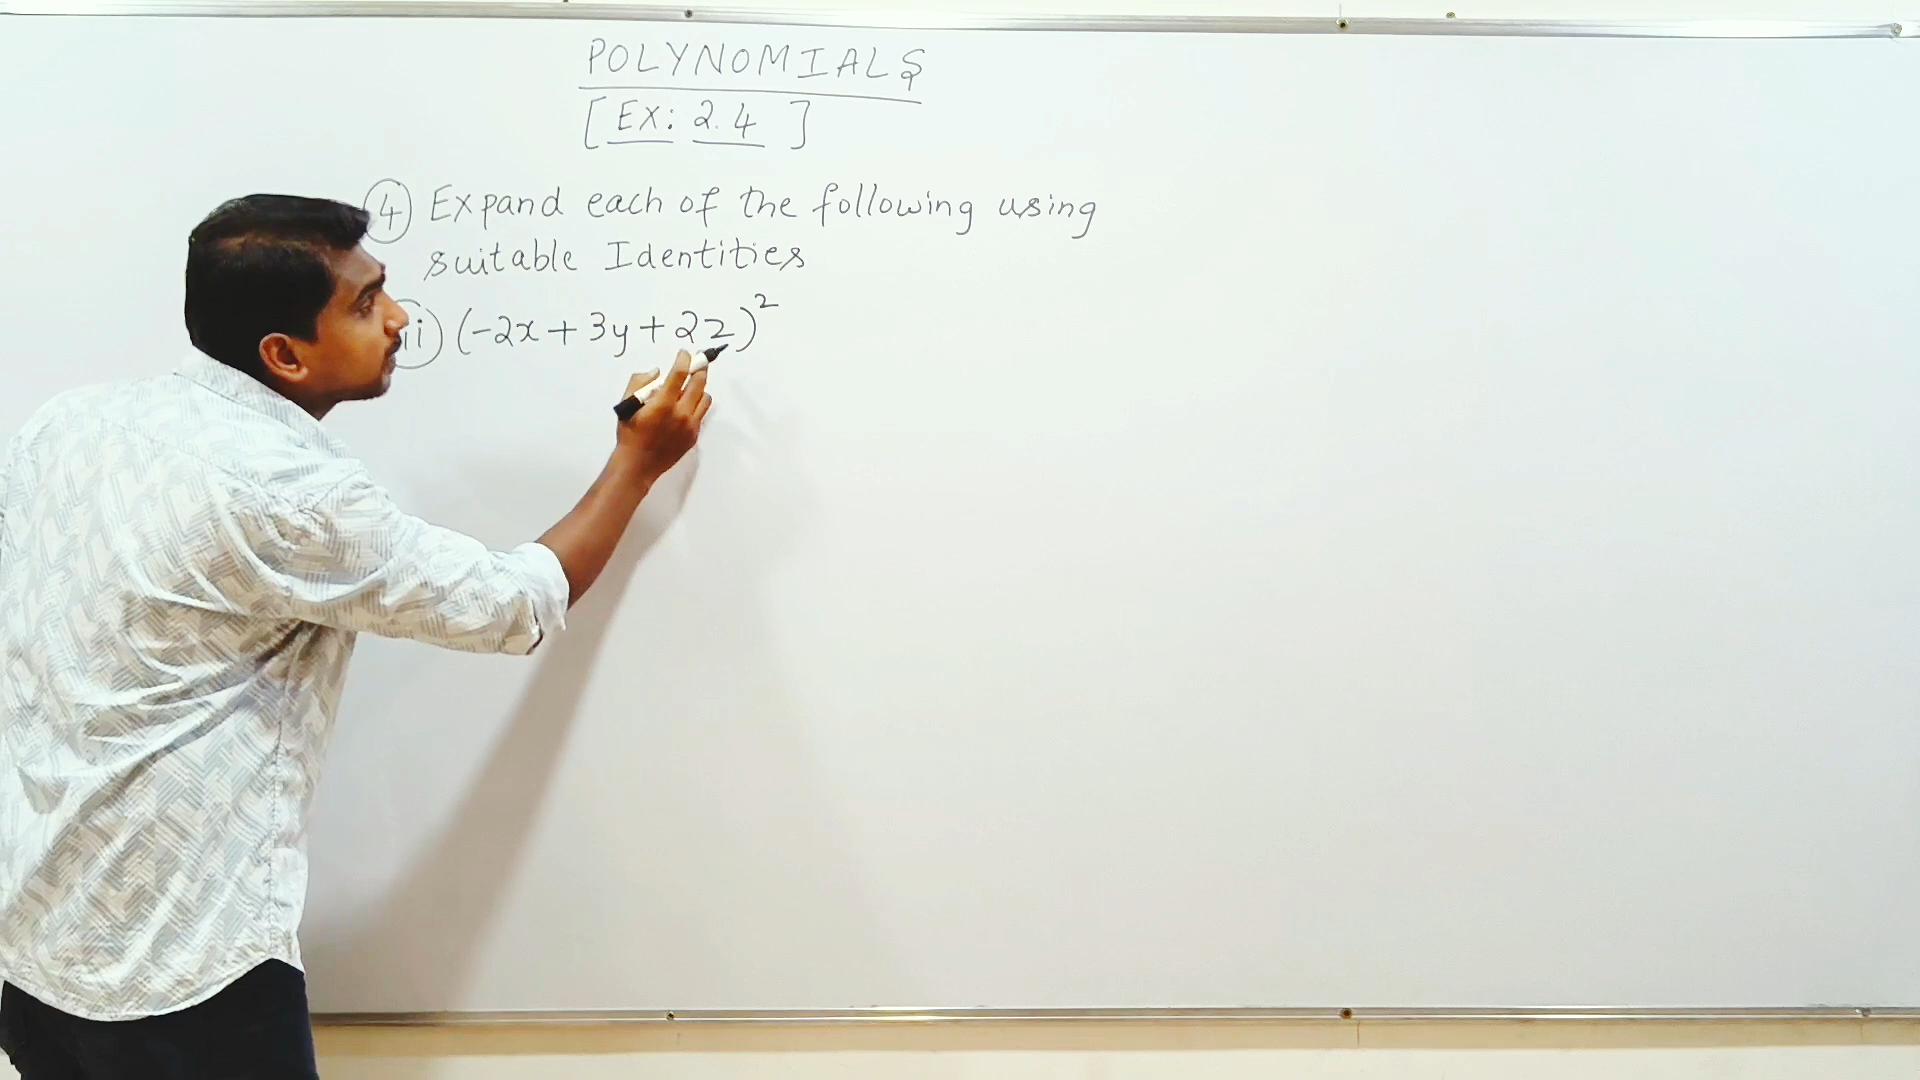 POLYNOMIALS
[EX: 2.4]
4 Expand each of the following using
suitable Identities
ii) (-2x+3y+2z)²